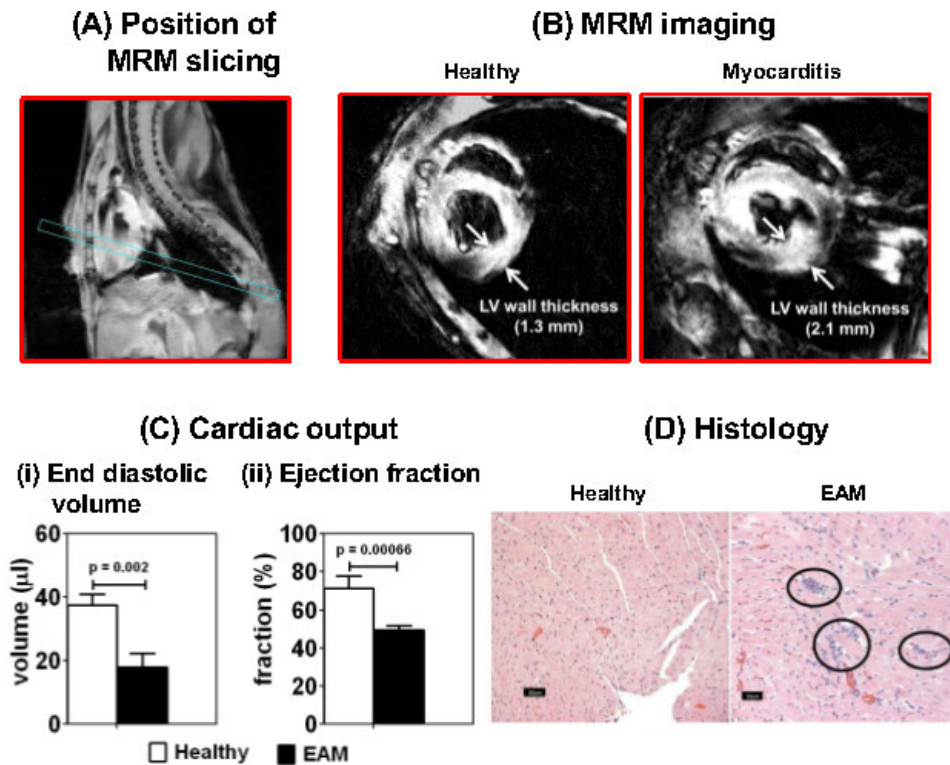 (A) Position of
MRM slicing
(B) MRM imaging
Healthy
Myocarditis
LV wall thickness
(1.3 mm)
LV wall thickness
(2.1 mm)
(C) Cardiac output
(i) End diastolic
volume
volume (µl)
60
40
20
0
p = 0.002
(ii) Ejection fraction
fraction (%)
100
80
60
40
20
0
p = 0.00066
Healthy
EAM
(D) Histology
Healthy
EAM